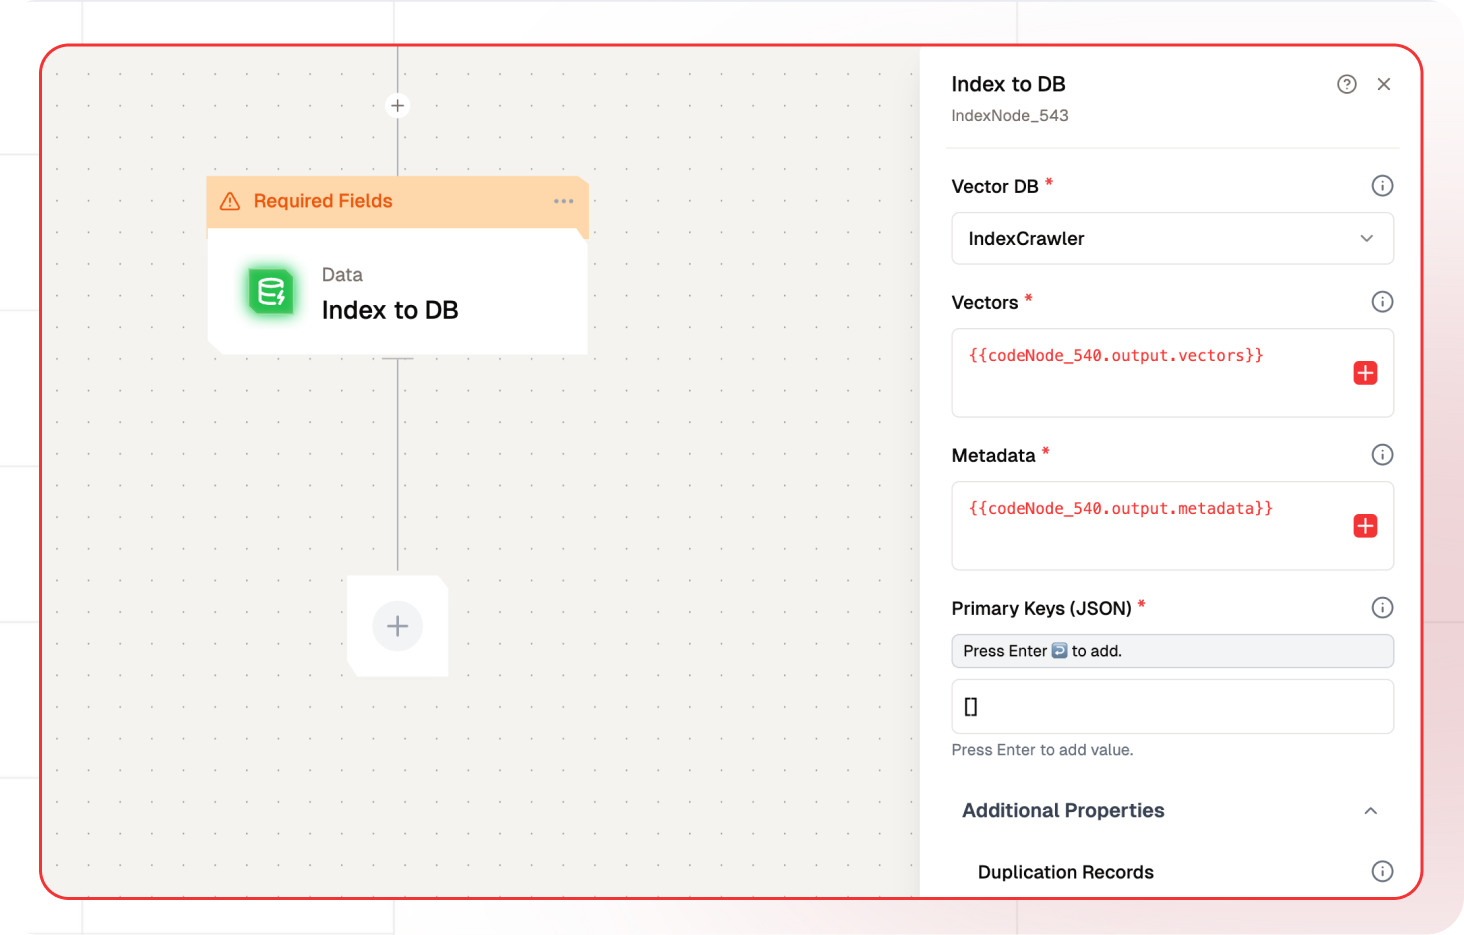 Required Fields
Data
Index to DB
Index to DB
IndexNode_543
Vector DB *
IndexCrawler
Vectors *
{{codeNode_540.output.vectors}}
Metadata *
{{codeNode_540.output.metadata}}
Primary Keys (JSON) *
Press Enter ↩️ to add.
[]
Press Enter to add value.
Additional Properties
Duplication Records